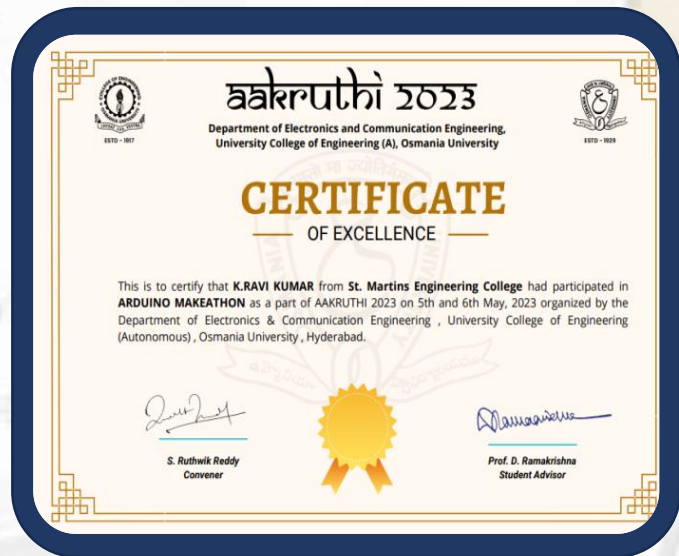 aakruthi 2023
Department of Electronics and Communication Engineering,
University College of Engineering (A), Osmania University
ESTD - 1917
ESTD - 1929
CERTIFICATE
OF EXCELLENCE
This is to certify that K.RAVI KUMAR from St. Martins Engineering College had participated in
ARDUINO MAKEATHON as a part of AAKRUTHI 2023 on 5th and 6th May, 2023 organized by the
Department of Electronics & Communication Engineering , University College of Engineering
(Autonomous) , Osmania University , Hyderabad.
S. Ruthwik Reddy
Convener
Prof. D. Ramakrishna
Student Advisor